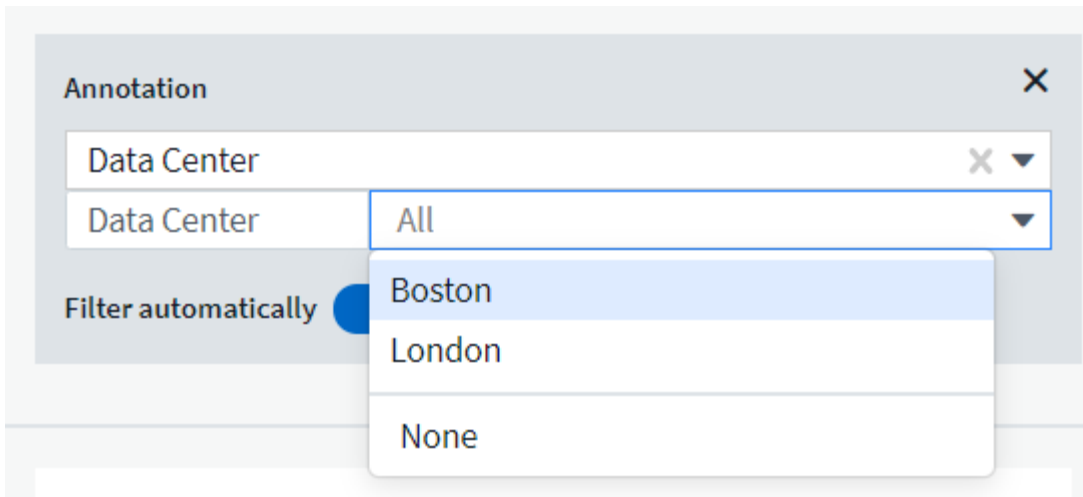 Annotation
Data Center
Data Center All
Filter automatically
Boston
London
None